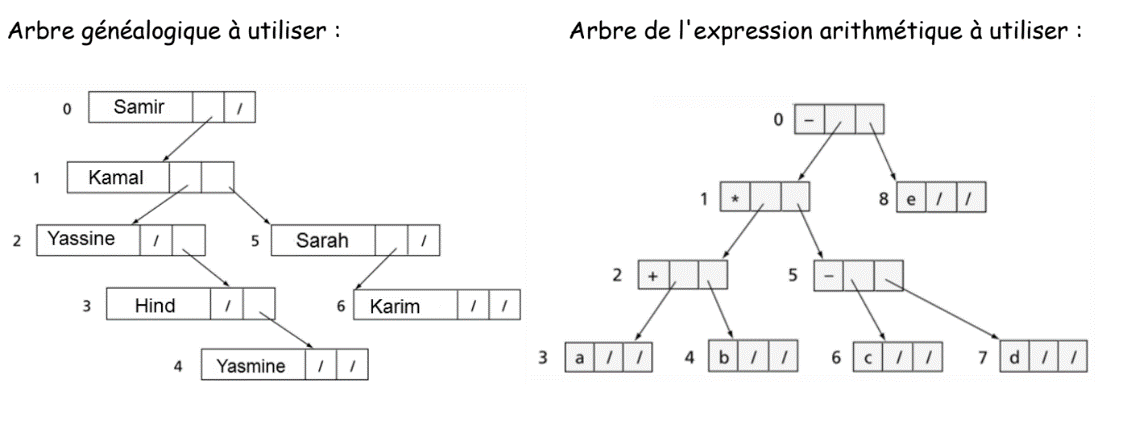 Arbre généalogique à utiliser :
0 Samir /
1 Kamal
2 Yassine /
5 Sarah /
3 Hind /
6 Karim / /
4 Yasmine / /
Arbre de l'expression arithmétique à utiliser :
0 −
1 *
8 e / /
2 +
5 −
3 a / /
4 b / /
6 c / /
7 d / /